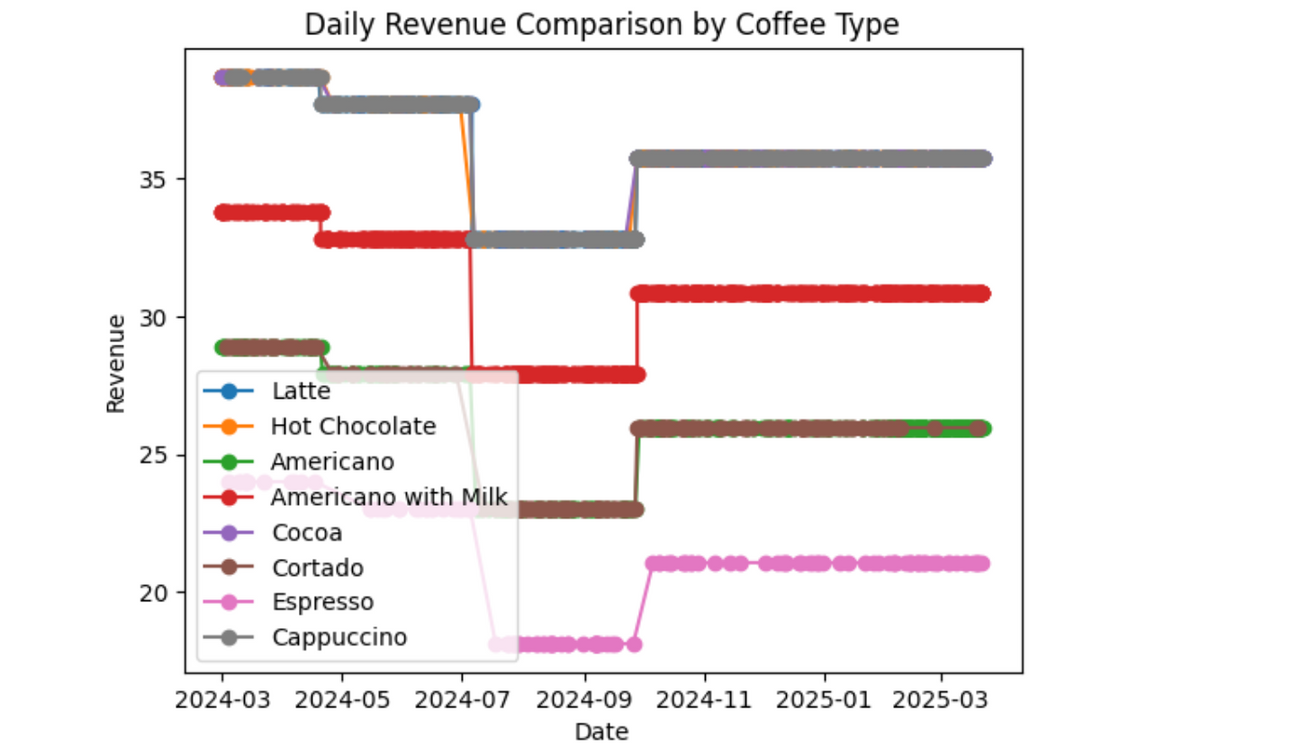 Daily Revenue Comparison by Coffee Type
35
30
25
20
Revenue
Latte
Hot Chocolate
Americano
Americano with Milk
Cocoa
Cortado
Espresso
Cappuccino
2024-03 2024-05 2024-07 2024-09 2024-11 2025-01 2025-03
Date